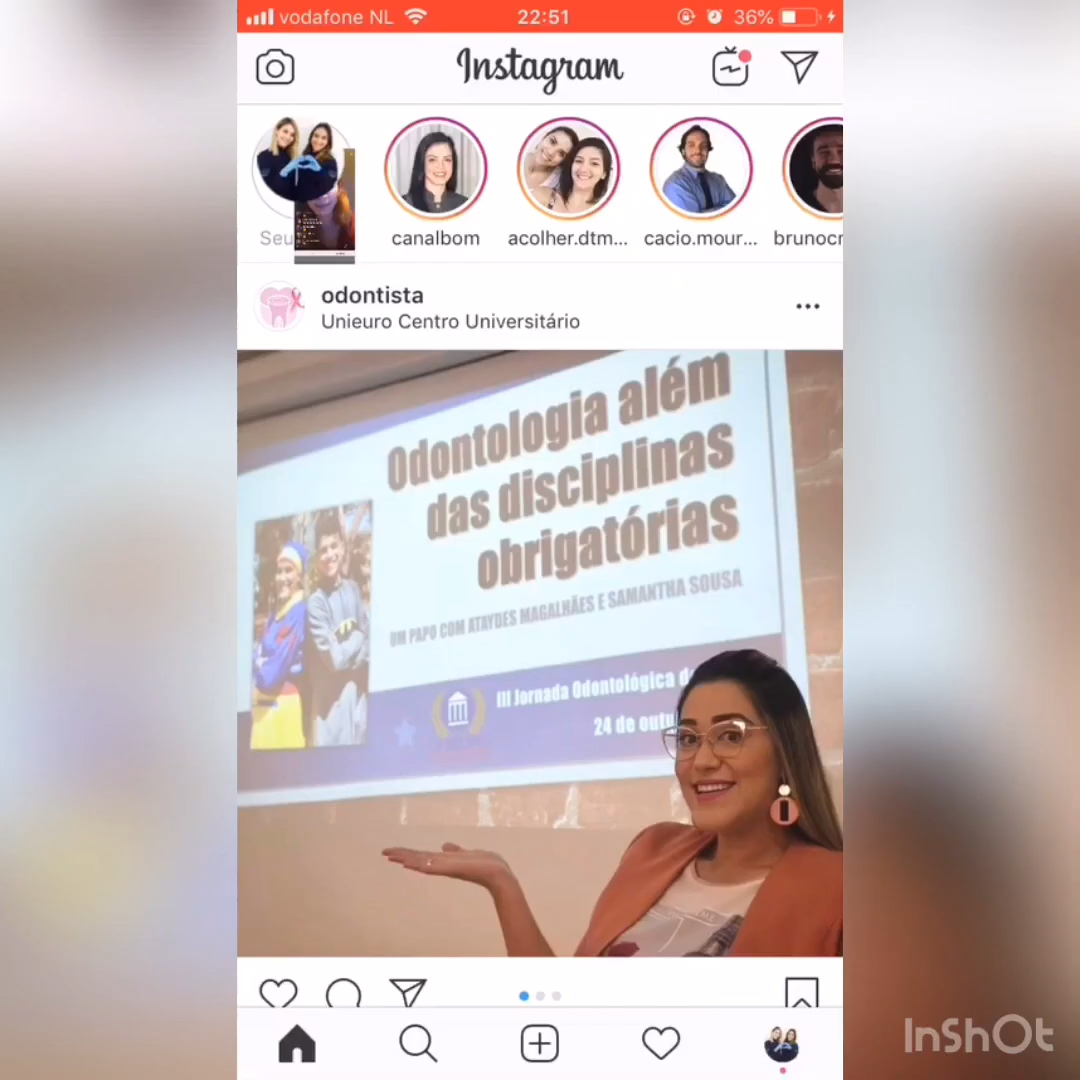 vodafone NL
22:51
36%
Instagram
Seu
canalbom
acolher.dtm...
cacio.mour...
brunocr
odontista
Unieuro Centro Universitário
Odontologia além
das disciplinas
obrigatórias
UM PAPO COM ATAYDES MAGALHÃES E SAMANTHA SOUSA
III Jornada Odontológica d
24 de outu
InShOt